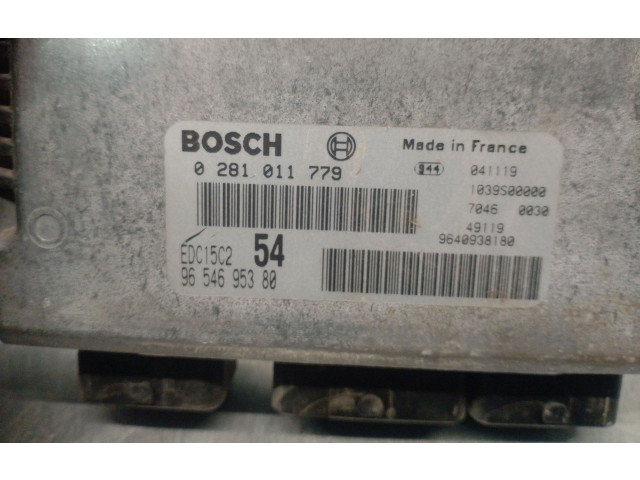 BOSCH
Made in France
0 281 011 779
944 041119
1039S00000
7046 0030
49119
9640938180
EDC15C2 54
96 546 953 80